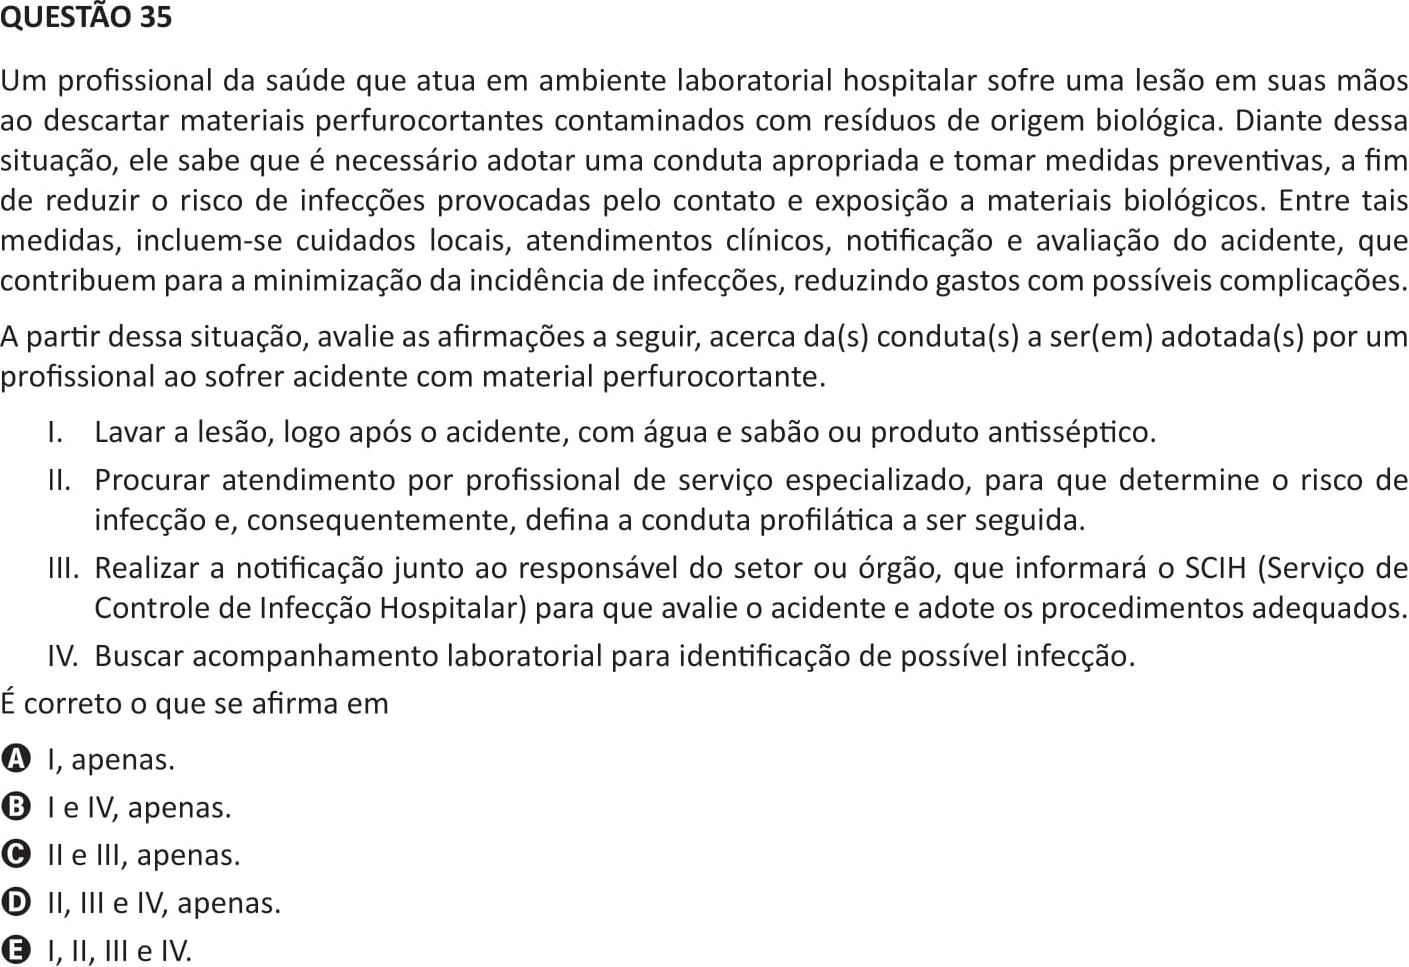 QUESTÃO 35
Um profissional da saúde que atua em ambiente laboratorial hospitalar sofre uma lesão em suas mãos
ao descartar materiais perfurocortantes contaminados com resíduos de origem biológica. Diante dessa
situação, ele sabe que é necessário adotar uma conduta apropriada e tomar medidas preventivas, a fim
de reduzir o risco de infecções provocadas pelo contato e exposição a materiais biológicos. Entre tais
medidas, incluem-se cuidados locais, atendimentos clínicos, notificação e avaliação do acidente, que
contribuem para a minimização da incidência de infecções, reduzindo gastos com possíveis complicações.
A partir dessa situação, avalie as afirmações a seguir, acerca da(s) conduta(s) a ser(em) adotada(s) por um
profissional ao sofrer acidente com material perfurocortante.
I. Lavar a lesão, logo após o acidente, com água e sabão ou produto antisséptico.
II. Procurar atendimento por profissional de serviço especializado, para que determine o risco de
infecção e, consequentemente, defina a conduta profilática a ser seguida.
III. Realizar a notificação junto ao responsável do setor ou órgão, que informará o SCIH (Serviço de
Controle de Infecção Hospitalar) para que avalie o acidente e adote os procedimentos adequados.
IV. Buscar acompanhamento laboratorial para identificação de possível infecção.
É correto o que se afirma em
A I, apenas.
B I e IV, apenas.
C II e III, apenas.
D II, III e IV, apenas.
E I, II, III e IV.